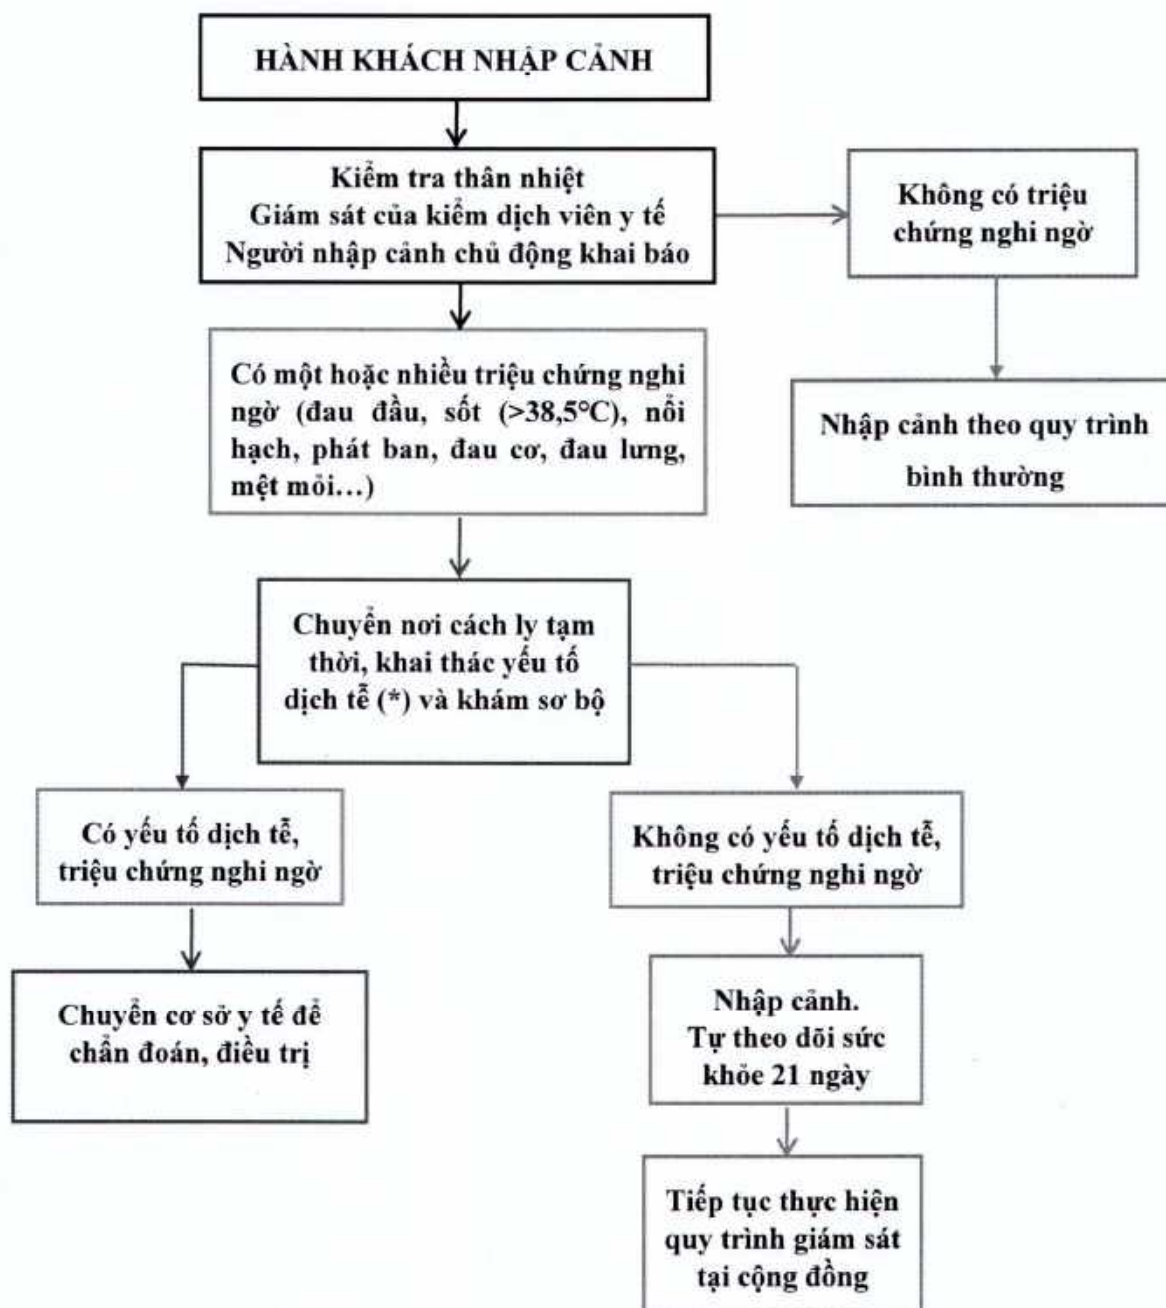 HÀNH KHÁCH NHẬP CẢNH
Kiểm tra thân nhiệt
Giám sát của kiểm dịch viên y tế
Người nhập cảnh chủ động khai báo
Không có triệu
chứng nghi ngờ
Có một hoặc nhiều triệu chứng nghi
ngờ (đau đầu, sốt (>38,5°C), nổi
hạch, phát ban, đau cơ, đau lưng,
mệt mỏi...)
Nhập cảnh theo quy trình
bình thường
Chuyển nơi cách ly tạm
thời, khai thác yếu tố
dịch tễ (*) và khám sơ bộ
Có yếu tố dịch tễ,
triệu chứng nghi ngờ
Không có yếu tố dịch tễ,
triệu chứng nghi ngờ
Chuyển cơ sở y tế để
chẩn đoán, điều trị
Nhập cảnh.
Tự theo dõi sức
khỏe 21 ngày
Tiếp tục thực hiện
quy trình giám sát
tại cộng đồng